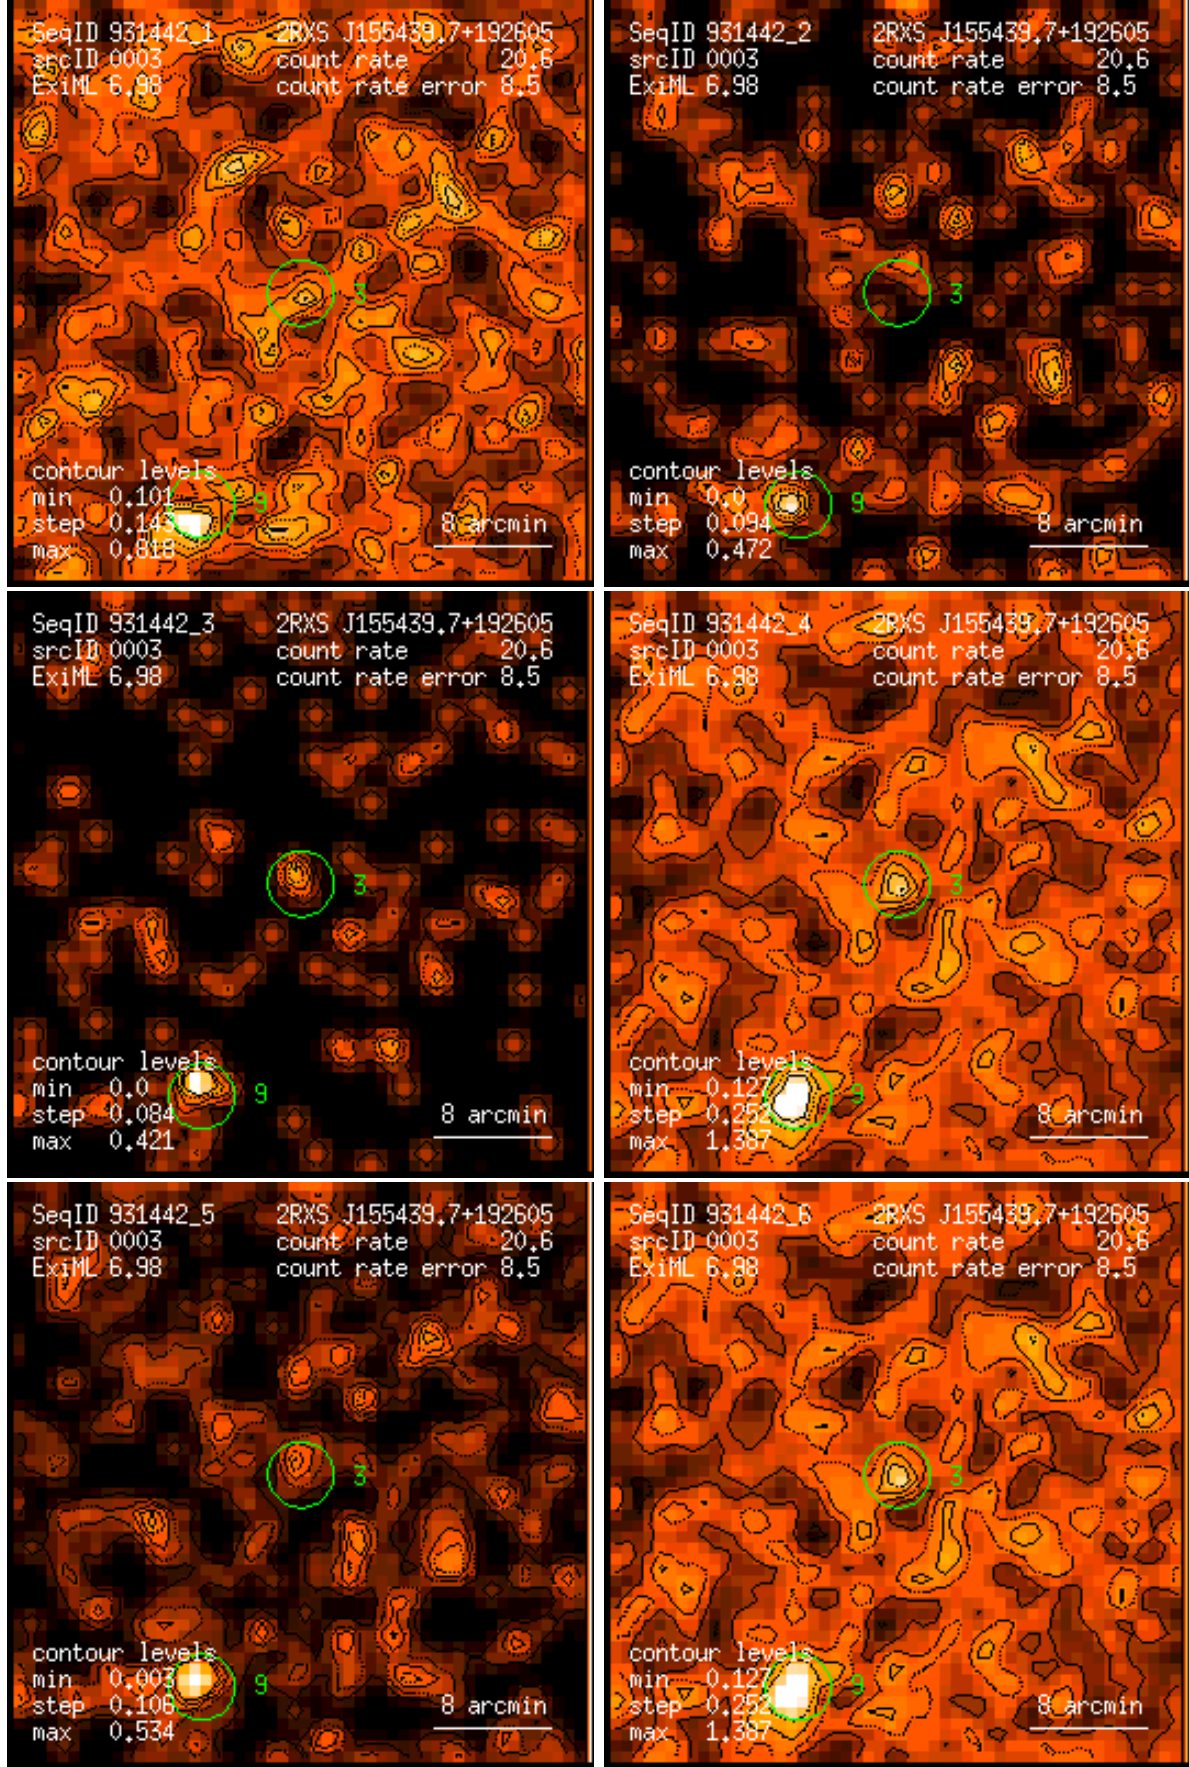 SeqID 931442_1 2RXS J155439.7+192605
srcID 0003 count rate 20.6
ExiML 6.98 count rate error 8.5
3
contour levels
min 0.101 9
step 0.143 8 arcmin
max 0.818
SeqID 931442_2 2RXS J155439.7+192605
srcID 0003 count rate 20.6
ExiML 6.98 count rate error 8.5
3
contour levels
min 0.0 9
step 0.094 8 arcmin
max 0.472
SeqID 931442_3 2RXS J155439.7+192605
srcID 0003 count rate 20.6
ExiML 6.98 count rate error 8.5
3
contour levels
min 0.0 9
step 0.084 8 arcmin
max 0.421
SeqID 931442_4 2RXS J155439.7+192605
srcID 0003 count rate 20.6
ExiML 6.98 count rate error 8.5
3
contour levels
min 0.127 9
step 0.252 8 arcmin
max 1.387
SeqID 931442_5 2RXS J155439.7+192605
srcID 0003 count rate 20.6
ExiML 6.98 count rate error 8.5
3
contour levels
min 0.003 9
step 0.106 8 arcmin
max 0.534
SeqID 931442_6 2RXS J155439.7+192605
srcID 0003 count rate 20.6
ExiML 6.98 count rate error 8.5
3
contour levels
min 0.127 9
step 0.252 8 arcmin
max 1.387